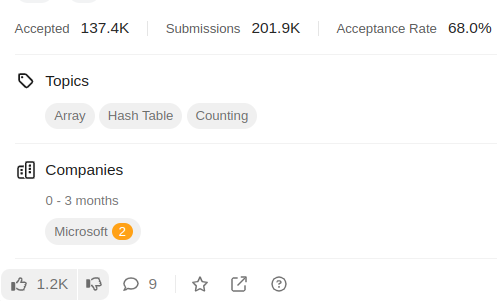 Accepted 137.4K Submissions 201.9K Acceptance Rate 68.0%
Topics
Array Hash Table Counting
Companies
0 - 3 months
Microsoft 2
1.2K 9